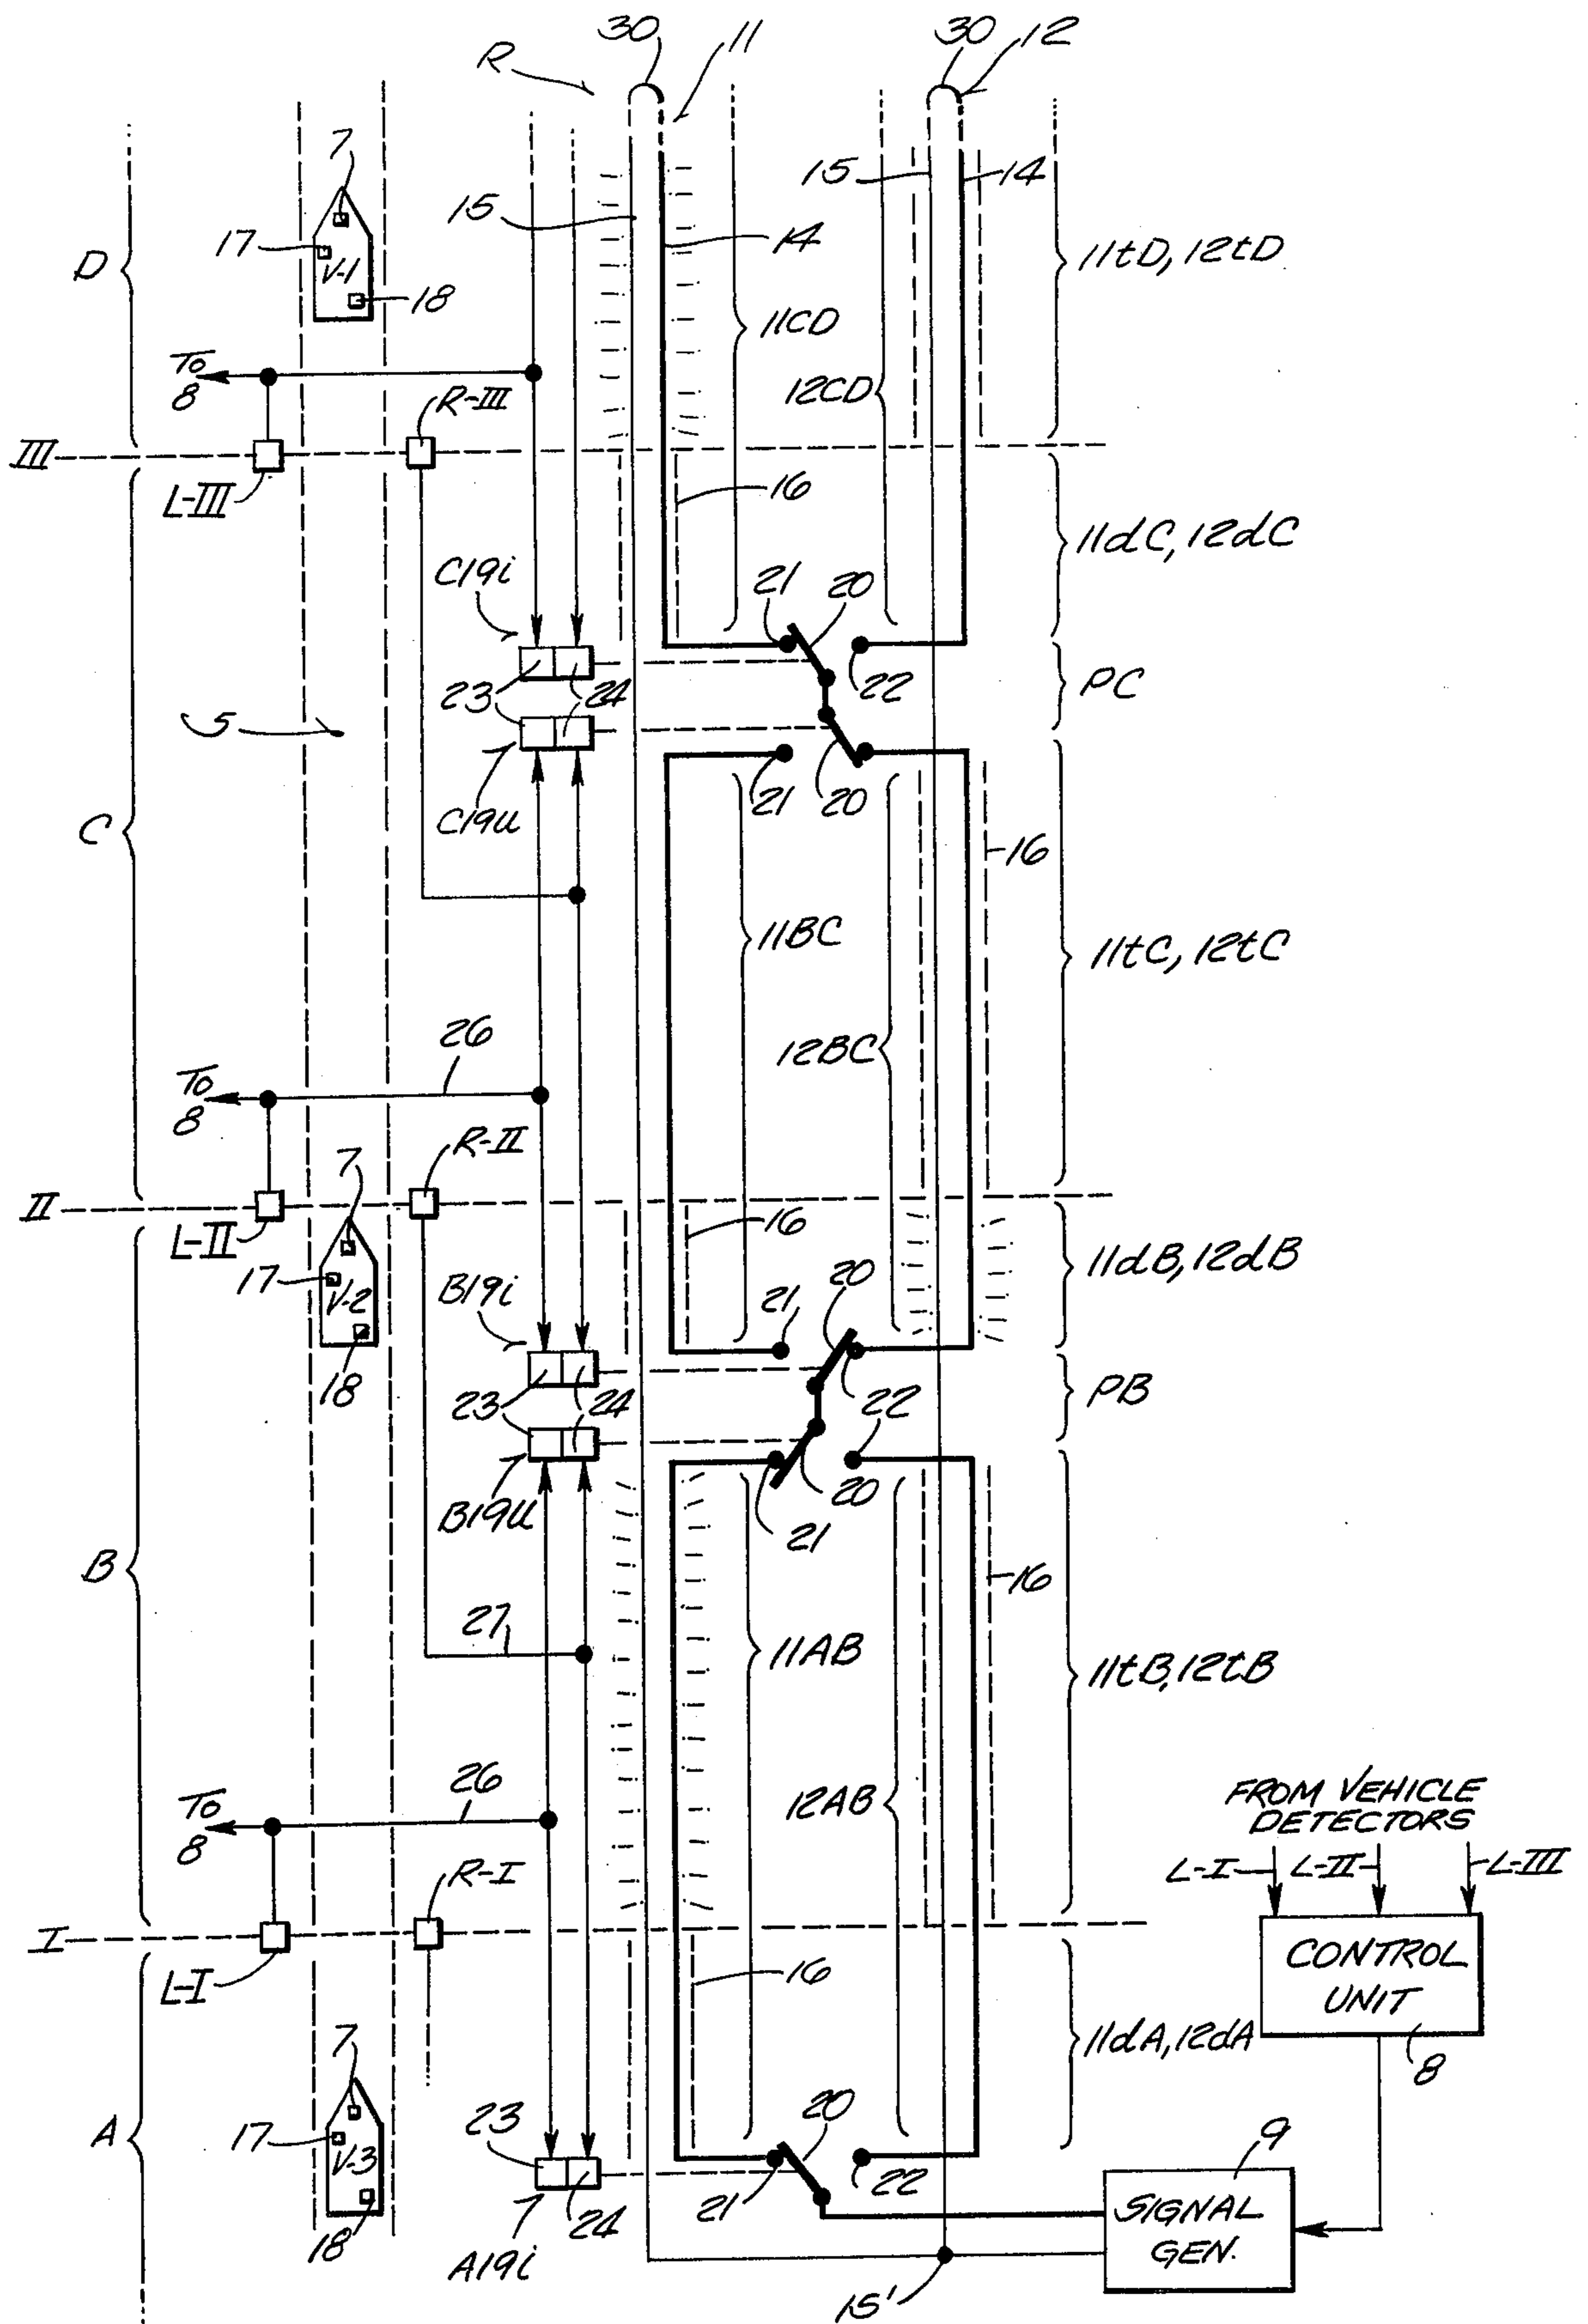 30
11
30
12
R
7
15
14
15
14
17
V-1
18
D
11tD, 12tD
11CD
12CD
To
8
R-III
III
L-III
16
11dC, 12dC
C19i
21
20
23
24
22
PC
5
C19u
21
20
C
16
11BC
11tC, 12tC
12BC
26
To
8
R-II
7
II
L-II
16
17
V-2
18
B19i
21
20
11dB, 12dB
23
24
22
PB
B19u
21
20
B
16
27
11AB
11tB, 12tB
12AB
26
To
8
FROM VEHICLE
DETECTORS
L-I
L-II
L-III
R-I
I
L-I
16
CONTROL
UNIT
8
11dA, 12dA
7
A
17
V-3
18
23
24
A19i
20
21
22
9
SIGNAL
GEN.
15'